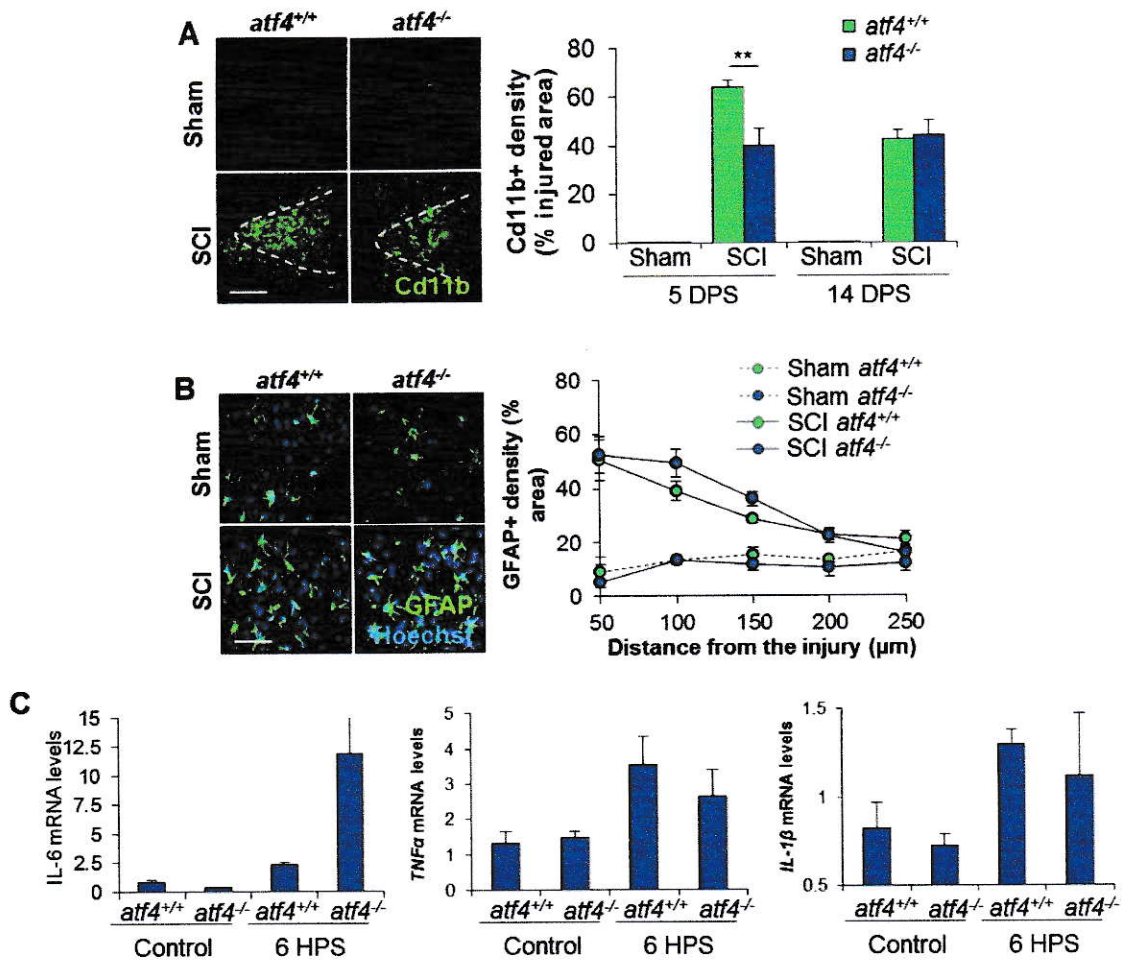 A
atf4+/+
atf4-/-
Sham
SCI
Cd11b
Cd11b+ density
(% injured area)
80
60
40
20
0
**
atf4+/+
atf4-/-
Sham SCI Sham SCI
5 DPS 14 DPS
B
atf4+/+
atf4-/-
Sham
SCI
GFAP
Hoechst
GFAP+ density (%
area)
80
60
40
20
0
Sham atf4+/+
Sham atf4-/-
SCI atf4+/+
SCI atf4-/-
50 100 150 200 250
Distance from the injury (µm)
C
IL-6 mRNA levels
15
12.5
10
7.5
5
2.5
0
atf4+/+ atf4-/- atf4+/+ atf4-/-
Control 6 HPS
TNFα mRNA levels
5
4
3
2
1
0
atf4+/+ atf4-/- atf4+/+ atf4-/-
Control 6 HPS
IL-1β mRNA levels
1.5
1
0.5
atf4+/+ atf4-/- atf4+/+ atf4-/-
Control 6 HPS